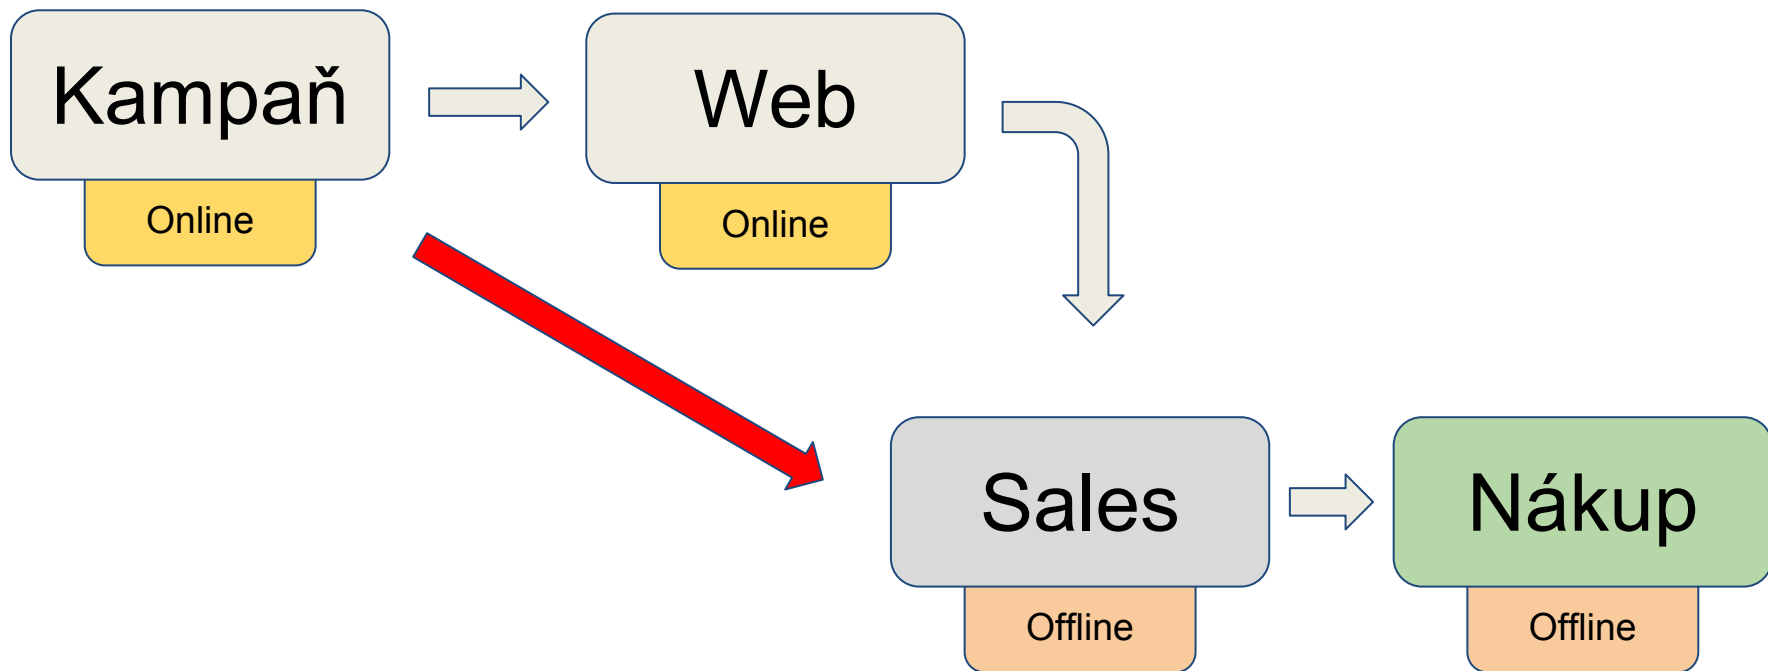 Kampaň
Online
Web
Online
Sales
Offline
Nákup
Offline